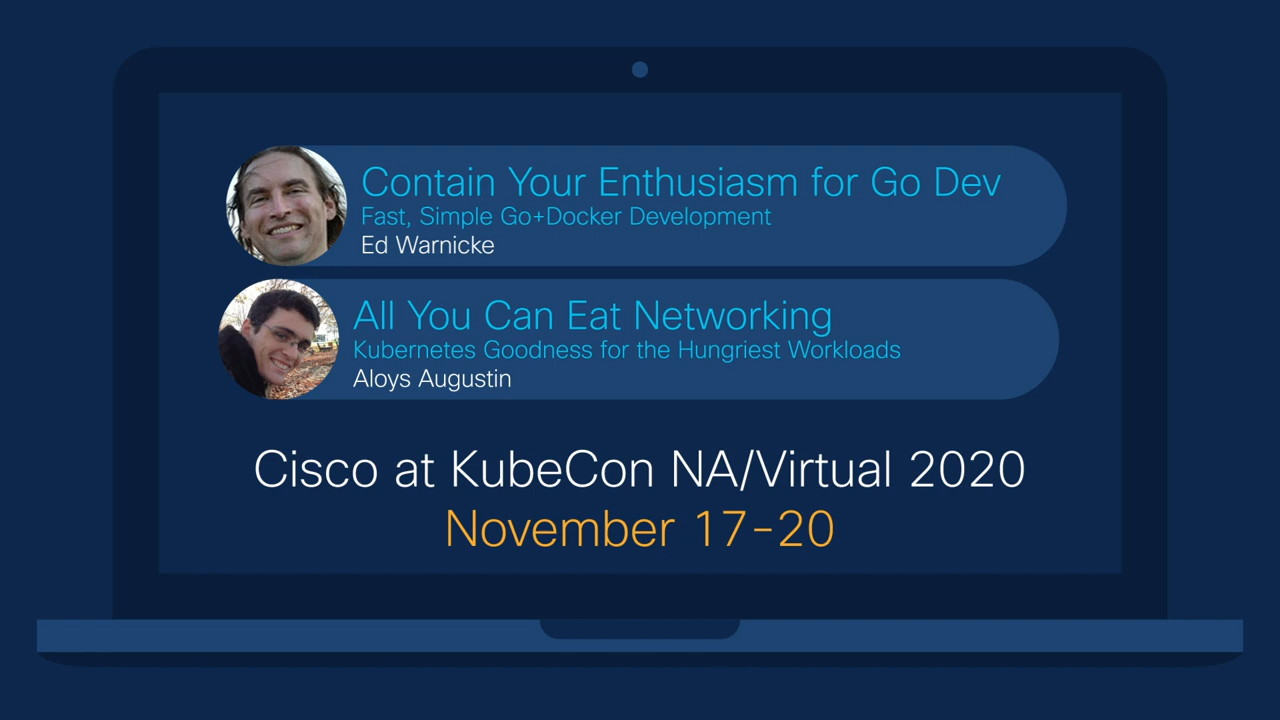 Contain Your Enthusiasm for Go Dev
Fast, Simple Go+Docker Development
Ed Warnicke
All You Can Eat Networking
Kubernetes Goodness for the Hungriest Workloads
Aloys Augustin
Cisco at KubeCon NA/Virtual 2020
November 17-20